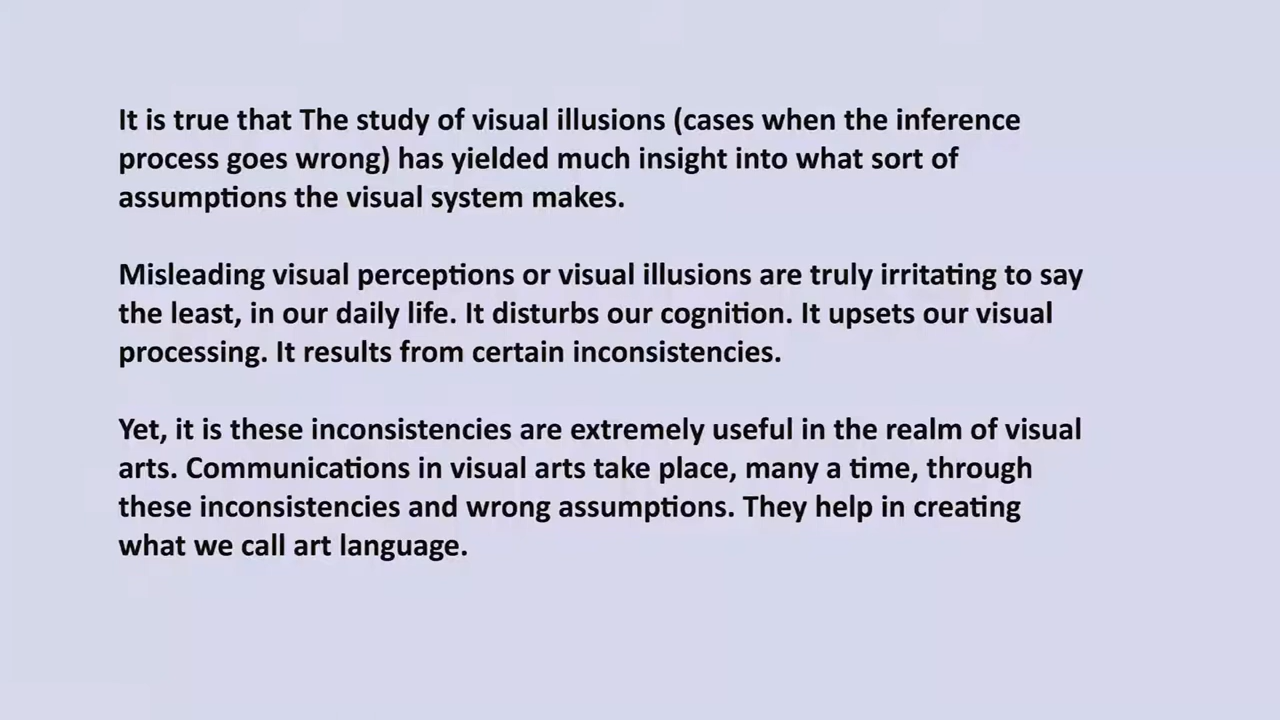 It is true that The study of visual illusions (cases when the inference
process goes wrong) has yielded much insight into what sort of
assumptions the visual system makes.
Misleading visual perceptions or visual illusions are truly irritating to say
the least, in our daily life. It disturbs our cognition. It upsets our visual
processing. It results from certain inconsistencies.
Yet, it is these inconsistencies are extremely useful in the realm of visual
arts. Communications in visual arts take place, many a time, through
these inconsistencies and wrong assumptions. They help in creating
what we call art language.